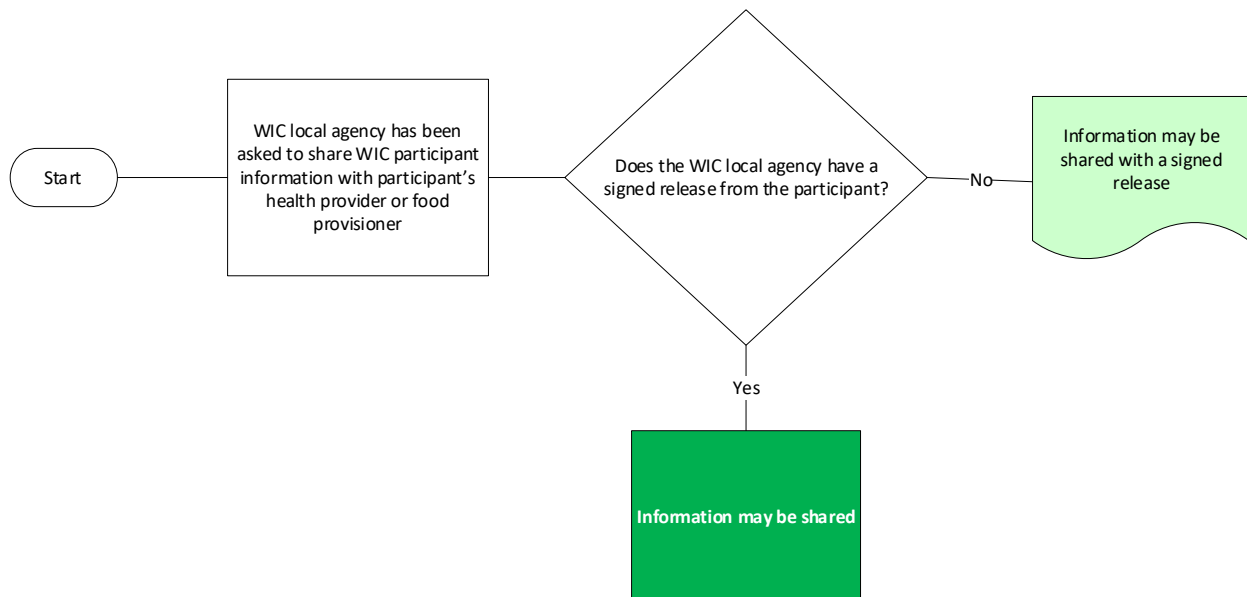 Start
WIC local agency has been
asked to share WIC participant
information with participant’s
health provider or food
provisioner
Does the WIC local agency have a
signed release from the participant?
No
Information may be
shared with a signed
release
Yes
Information may be shared